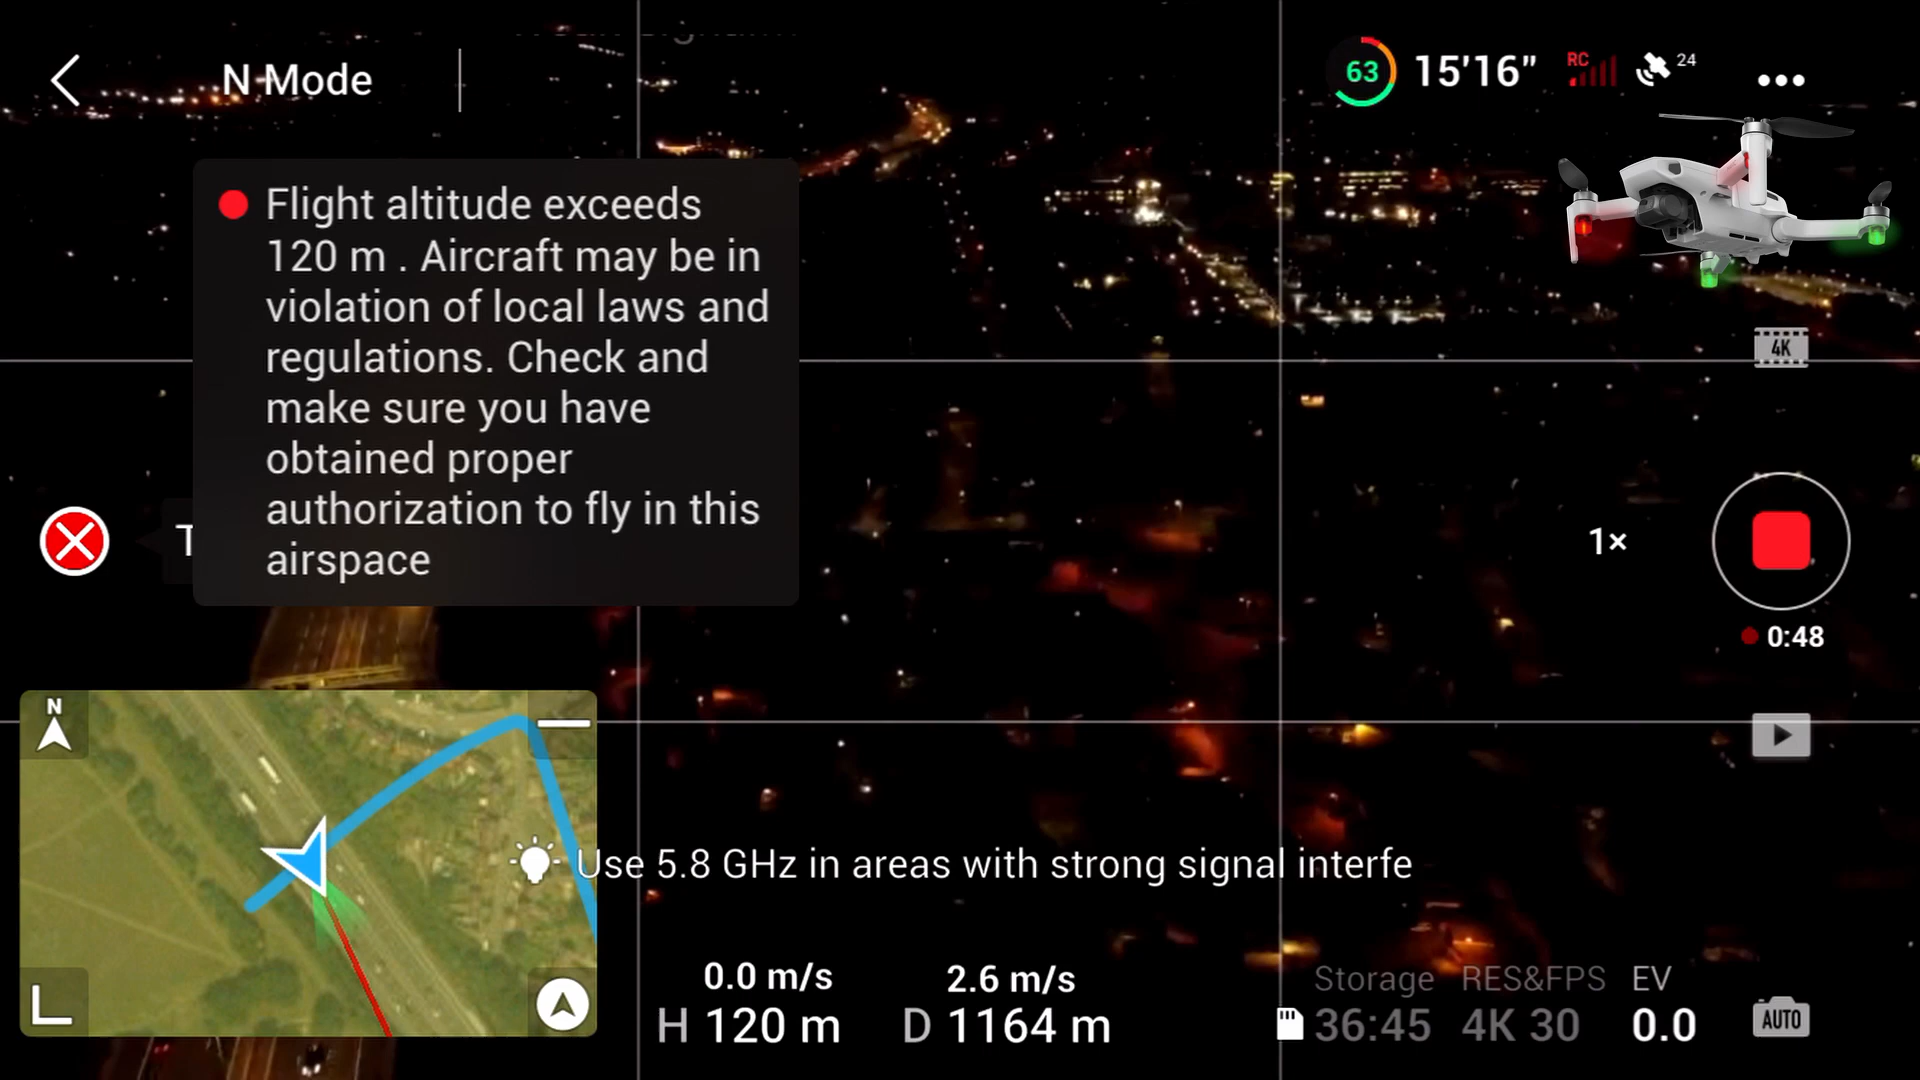 N Mode
63
15'16"
RC
24
Flight altitude exceeds
120 m . Aircraft may be in
violation of local laws and
regulations. Check and
make sure you have
obtained proper
authorization to fly in this
airspace
4K
T
1×
0:48
N
Use 5.8 GHz in areas with strong signal interfe
0.0 m/s
2.6 m/s
H 120 m
D 1164 m
Storage
RES&FPS
EV
36:45
4K 30
0.0
AUTO